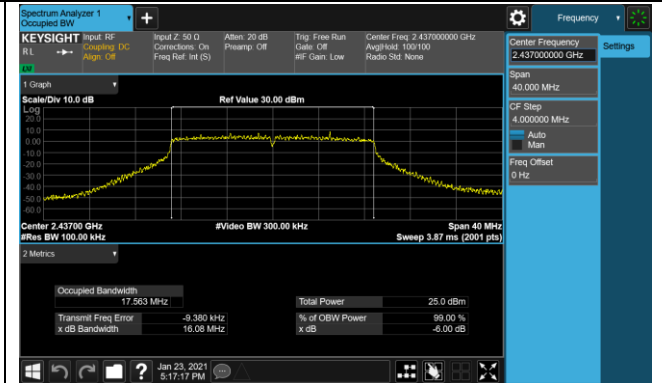 Spectrum Analyzer 1
Occupied BW
+
Frequency
KEYSIGHT Input: RF Input Z: 50 Ω Atten: 20 dB Trig: Free Run Center Freq: 2.437000000 GHz
RL Coupling: DC Corrections: On Preamp: Off Gate: Off Avg|Hold: 100/100
Align: Off Freq Ref: Int (S) #IF Gain: Low Radio Std: None
Center Frequency
2.437000000 GHz
Settings
Span
40.000 MHz
CF Step
4.000000 MHz
Auto
Man
Freq Offset
0 Hz
1 Graph
Scale/Div 10.0 dB Ref Value 30.00 dBm
Log
20.0
10.0
0.00
-10.0
-20.0
-30.0
-40.0
-50.0
-60.0
Center 2.43700 GHz #Video BW 300.00 kHz Span 40 MHz
#Res BW 100.00 kHz Sweep 3.87 ms (2001 pts)
2 Metrics
Occupied Bandwidth
17.563 MHz Total Power 25.0 dBm
Transmit Freq Error -9.380 kHz % of OBW Power 99.00 %
x dB Bandwidth 16.08 MHz x dB -6.00 dB
?
Jan 23, 2021
5:17:17 PM